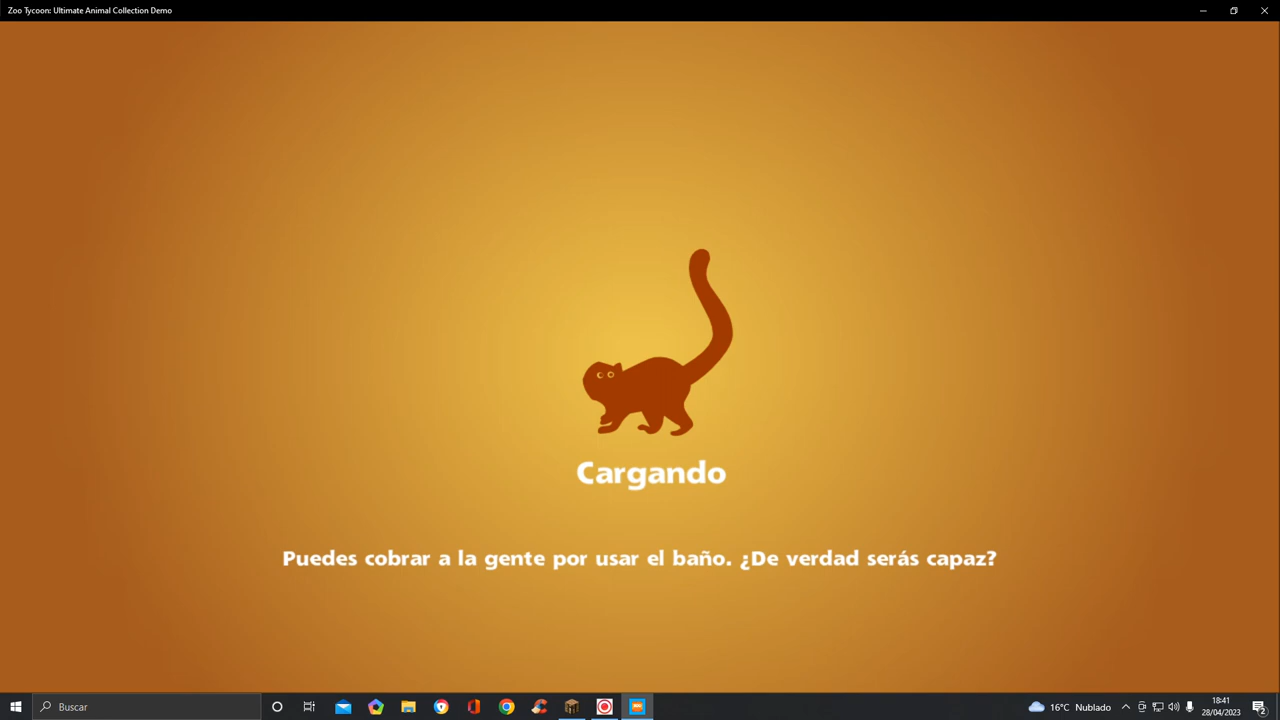 Zoo Tycoon: Ultimate Animal Collection Demo
Cargando
Puedes cobrar a la gente por usar el baño. ¿De verdad serás capaz?
Buscar
16°C Nublado
18:41
28/04/2023
2